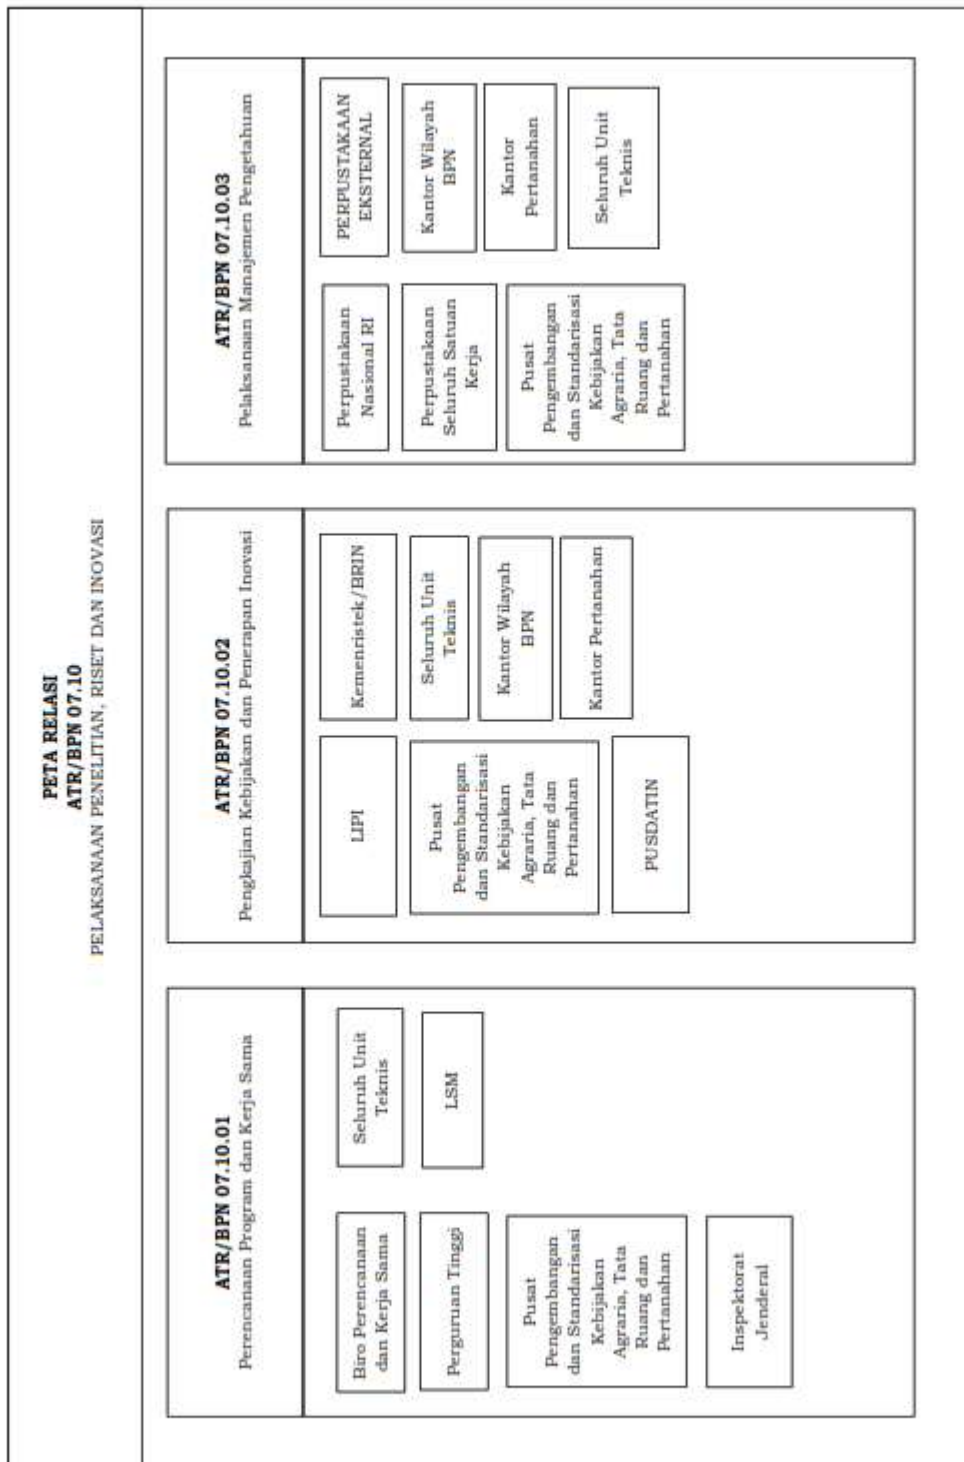 PETA RELASI
ATR/BPN 07.10
PELAKSANAAN PENELITIAN, RISET DAN INOVASI
ATR/BPN 07.10.01
Perencanaan Program dan Kerja Sama
Biro Perencanaan
dan Kerja Sama
Seluruh Unit
Teknis
Perguruan Tinggi
LSM
Pusat
Pengembangan
dan Standarisasi
Kebijakan
Agraria, Tata
Ruang dan
Pertanahan
Inspektorat
Jenderal
ATR/BPN 07.10.02
Pengkajian Kebijakan dan Penerapan Inovasi
LIPI
Kemenristek/BRIN
Pusat
Pengembangan
dan Standarisasi
Kebijakan
Agraria, Tata
Ruang dan
Pertanahan
Seluruh Unit
Teknis
Kantor Wilayah
BPN
Kantor Pertanahan
PUSDATIN
ATR/BPN 07.10.03
Pelaksanaan Manajemen Pengetahuan
Perpustakaan
Nasional RI
PERPUSTAKAAN
EKSTERNAL
Perpustakaan
Seluruh Satuan
Kerja
Kantor Wilayah
BPN
Pusat
Pengembangan
dan Standarisasi
Kebijakan
Agraria, Tata
Ruang dan
Pertanahan
Kantor
Pertanahan
Seluruh Unit
Teknis